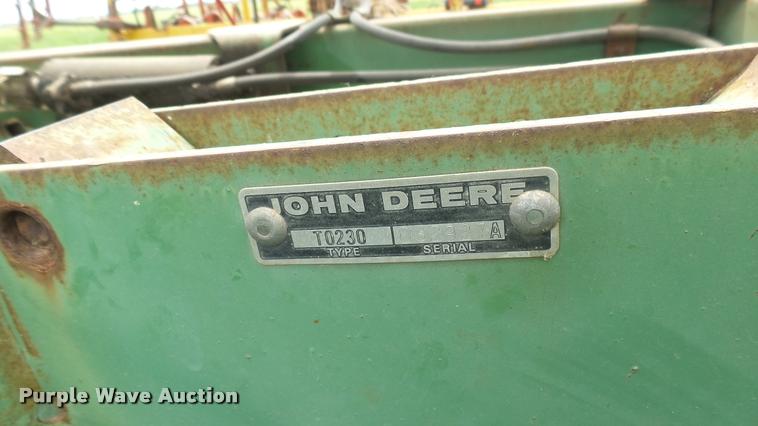 JOHN DEERE
T0230 A
TYPE SERIAL
Purple Wave Auction